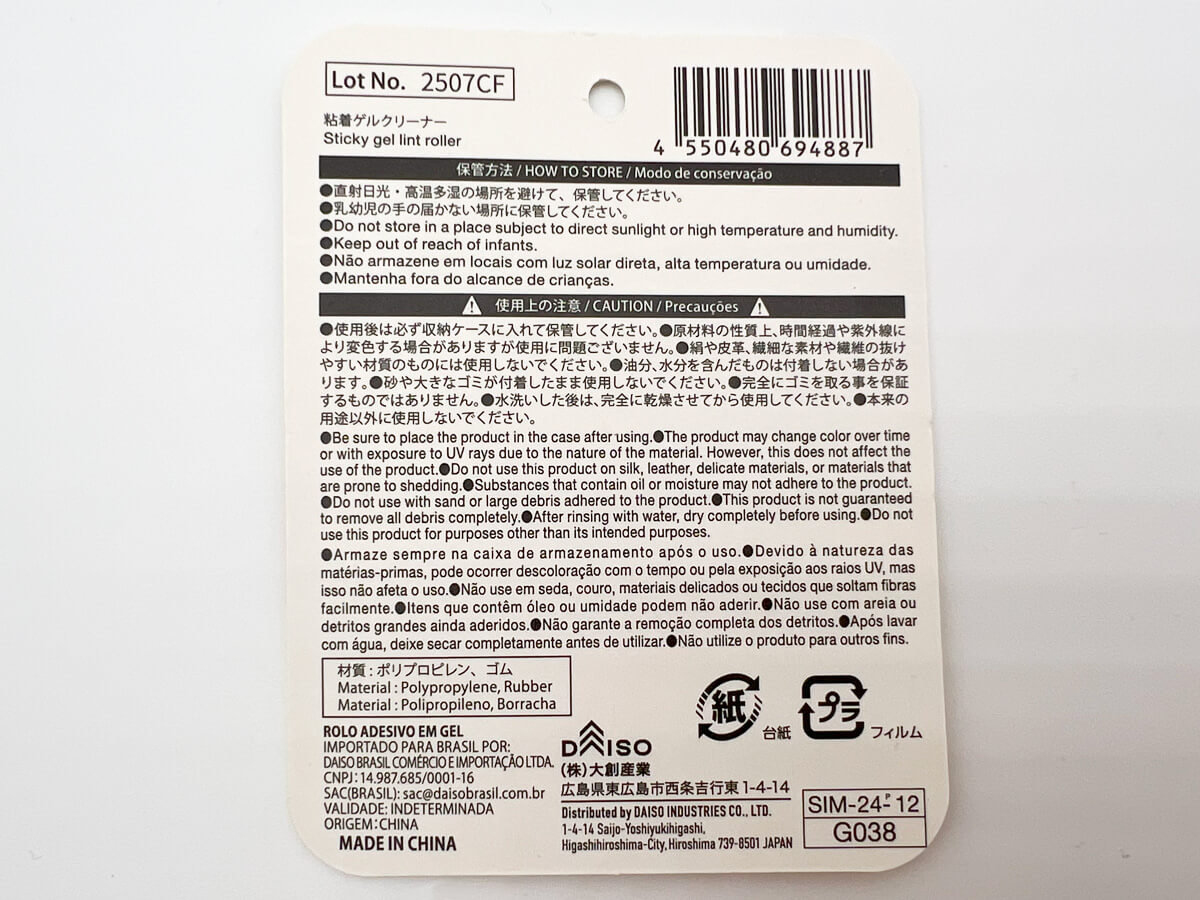 Lot No. 2507CF
粘着ゲルクリーナー
Sticky gel lint roller
4 550480 694887
保管方法 / HOW TO STORE / Modo de conservação
●直射日光・高温多湿の場所を避けて、保管してください。
●乳幼児の手の届かない場所に保管してください。
●Do not store in a place subject to direct sunlight or high temperature and humidity.
●Keep out of reach of infants.
●Não armazene em locais com luz solar direta, alta temperatura ou umidade.
●Mantenha fora do alcance de crianças.
使用上の注意 / CAUTION / Precauções
●使用後は必ず収納ケースに入れて保管してください。●原材料の性質上、時間経過や紫外線に
より変色する場合がありますが使用に問題ございません。●絹や皮革、繊細な素材や繊維の抜け
やすい材質のものには使用しないでください。●油分、水分を含んだものは付着しない場合があ
ります。●砂や大きなゴミが付着したまま使用しないでください。●完全にゴミを取る事を保証
するものではありません。●水洗いした後は、完全に乾燥させてから使用してください。●本来の
用途以外に使用しないでください。
●Be sure to place the product in the case after using.●The product may change color over time
or with exposure to UV rays due to the nature of the material. However, this does not affect the
use of the product.●Do not use this product on silk, leather, delicate materials, or materials that
are prone to shedding.●Substances that contain oil or moisture may not adhere to the product.
●Do not use with sand or large debris adhered to the product.●This product is not guaranteed
to remove all debris completely.●After rinsing with water, dry completely before using.●Do not
use this product for purposes other than its intended purposes.
●Armaze sempre na caixa de armazenamento após o uso.●Devido à natureza das
matérias-primas, pode ocorrer descoloração com o tempo ou pela exposição aos raios UV, mas
isso não afeta o uso.●Não use em seda, couro, materiais delicados ou tecidos que soltam fibras
facilmente.●Itens que contêm óleo ou umidade podem não aderir.●Não use com areia ou
detritos grandes ainda aderidos.●Não garante a remoção completa dos detritos.●Após lavar
com água, deixe secar completamente antes de utilizar.●Não utilize o produto para outros fins.
材質：ポリプロピレン、ゴム
Material : Polypropylene, Rubber
Material : Polipropileno, Borracha
紙
台紙
プラ
フィルム
ROLO ADESIVO EM GEL
IMPORTADO PARA BRASIL POR:
DAISO BRASIL COMÉRCIO E IMPORTAÇÃO LTDA.
CNPJ: 14.987.685/0001-16
SAC(BRASIL): sac@daisobrasil.com.br
VALIDADE: INDETERMINADA
ORIGEM:CHINA
MADE IN CHINA
DAISO
(株)大創産業
広島県東広島市西条吉行東1-4-14
Distributed by DAISO INDUSTRIES CO., LTD.
1-4-14 Saijo-Yoshiyukihigashi,
Higashihiroshima-City, Hiroshima 739-8501 JAPAN
SIM-24-P-12
G038